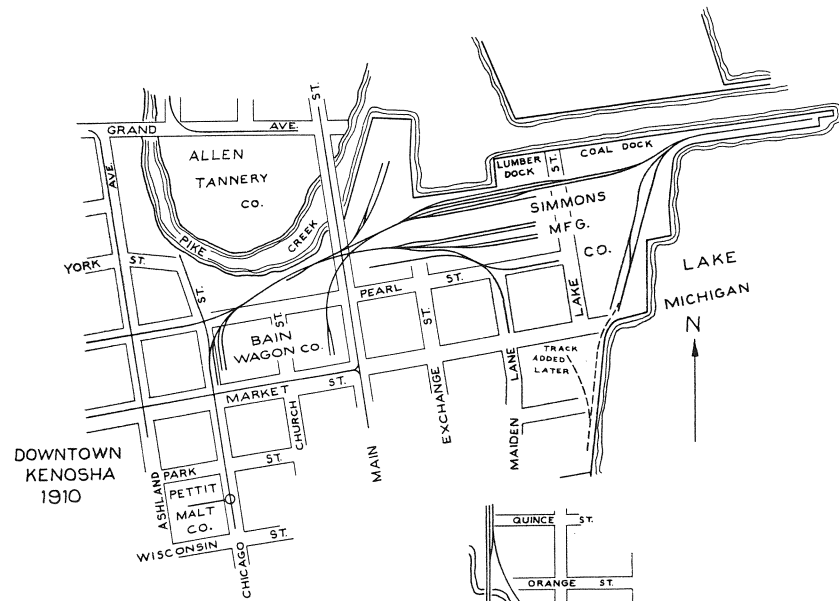 ST.
GRAND AVE.
ALLEN
TANNERY
CO.
AVE.
PIKE CREEK
LUMBER
DOCK
ST.
COAL DOCK
SIMMONS
MFG.
CO.
LAKE
MICHIGAN
N
YORK ST.
ST.
PEARL ST.
LAKE
BAIN
WAGON CO.
ST.
ST.
TRACK
ADDED
LATER
LANE
MARKET ST.
CHURCH
MAIN
EXCHANGE
MAIDEN
DOWNTOWN
KENOSHA
1910
ASHLAND
PARK ST.
PETTIT
MALT
CO.
WISCONSIN ST.
CHICAGO
QUINCE ST.
ORANGE ST.